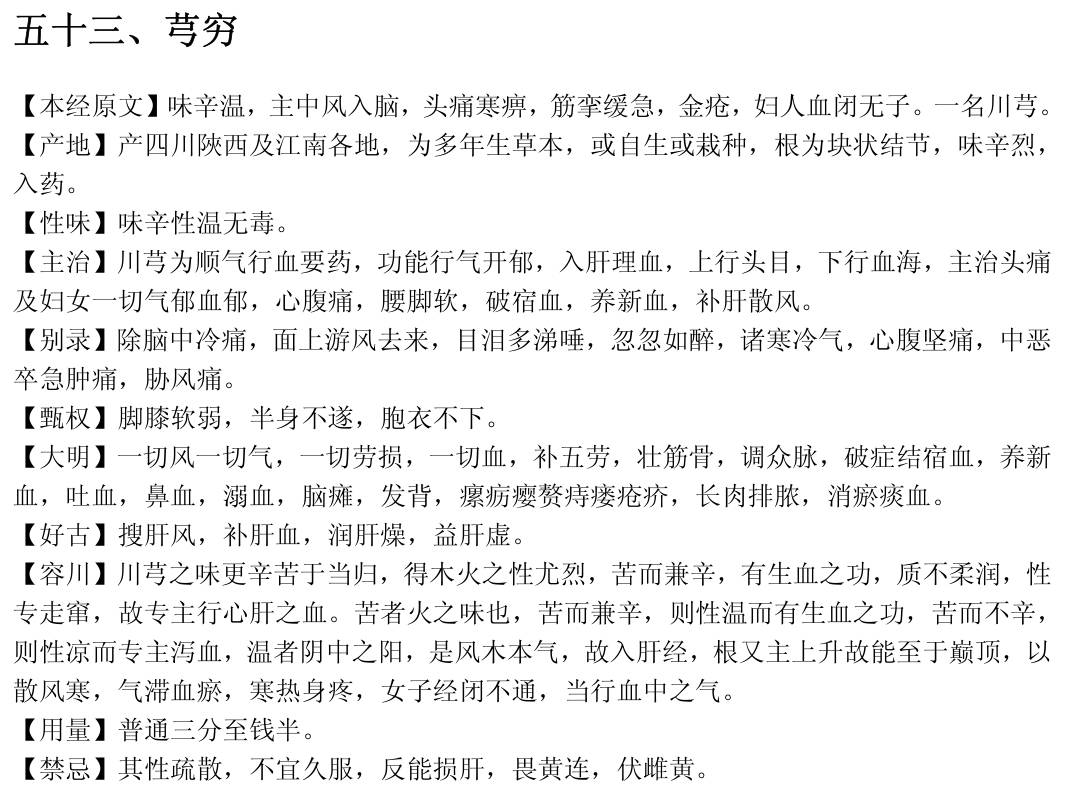 五十三、芎穷
【本经原文】味辛温，主中风入脑，头痛寒痹，筋挛缓急，金疮，妇人血闭无子。一名川芎。
【产地】产四川陕西及江南各地，为多年生草本，或自生或栽种，根为块状结节，味辛烈，
入药。
【性味】味辛性温无毒。
【主治】川芎为顺气行血要药，功能行气开郁，入肝理血，上行头目，下行血海，主治头痛
及妇女一切气郁血郁，心腹痛，腰脚软，破宿血，养新血，补肝散风。
【别录】除脑中冷痛，面上游风去来，目泪多涕唾，忽忽如醉，诸寒冷气，心腹坚痛，中恶
卒急肿痛，胁风痛。
【甄权】脚膝软弱，半身不遂，胞衣不下。
【大明】一切风一切气，一切劳损，一切血，补五劳，壮筋骨，调众脉，破症结宿血，养新
血，吐血，鼻血，溺血，脑瘫，发背，瘰疬瘿赘痔瘘疮疥，长肉排脓，消瘀痰血。
【好古】搜肝风，补肝血，润肝燥，益肝虚。
【容川】川芎之味更辛苦于当归，得木火之性尤烈，苦而兼辛，有生血之功，质不柔润，性
专走窜，故专主行心肝之血。苦者火之味也，苦而兼辛，则性温而有生血之功，苦而不辛，
则性凉而专主泻血，温者阴中之阳，是风木本气，故入肝经，根又主上升故能至于巅顶，以
散风寒，气滞血瘀，寒热身疼，女子经闭不通，当行血中之气。
【用量】普通三分至钱半。
【禁忌】其性疏散，不宜久服，反能损肝，畏黄连，伏雌黄。